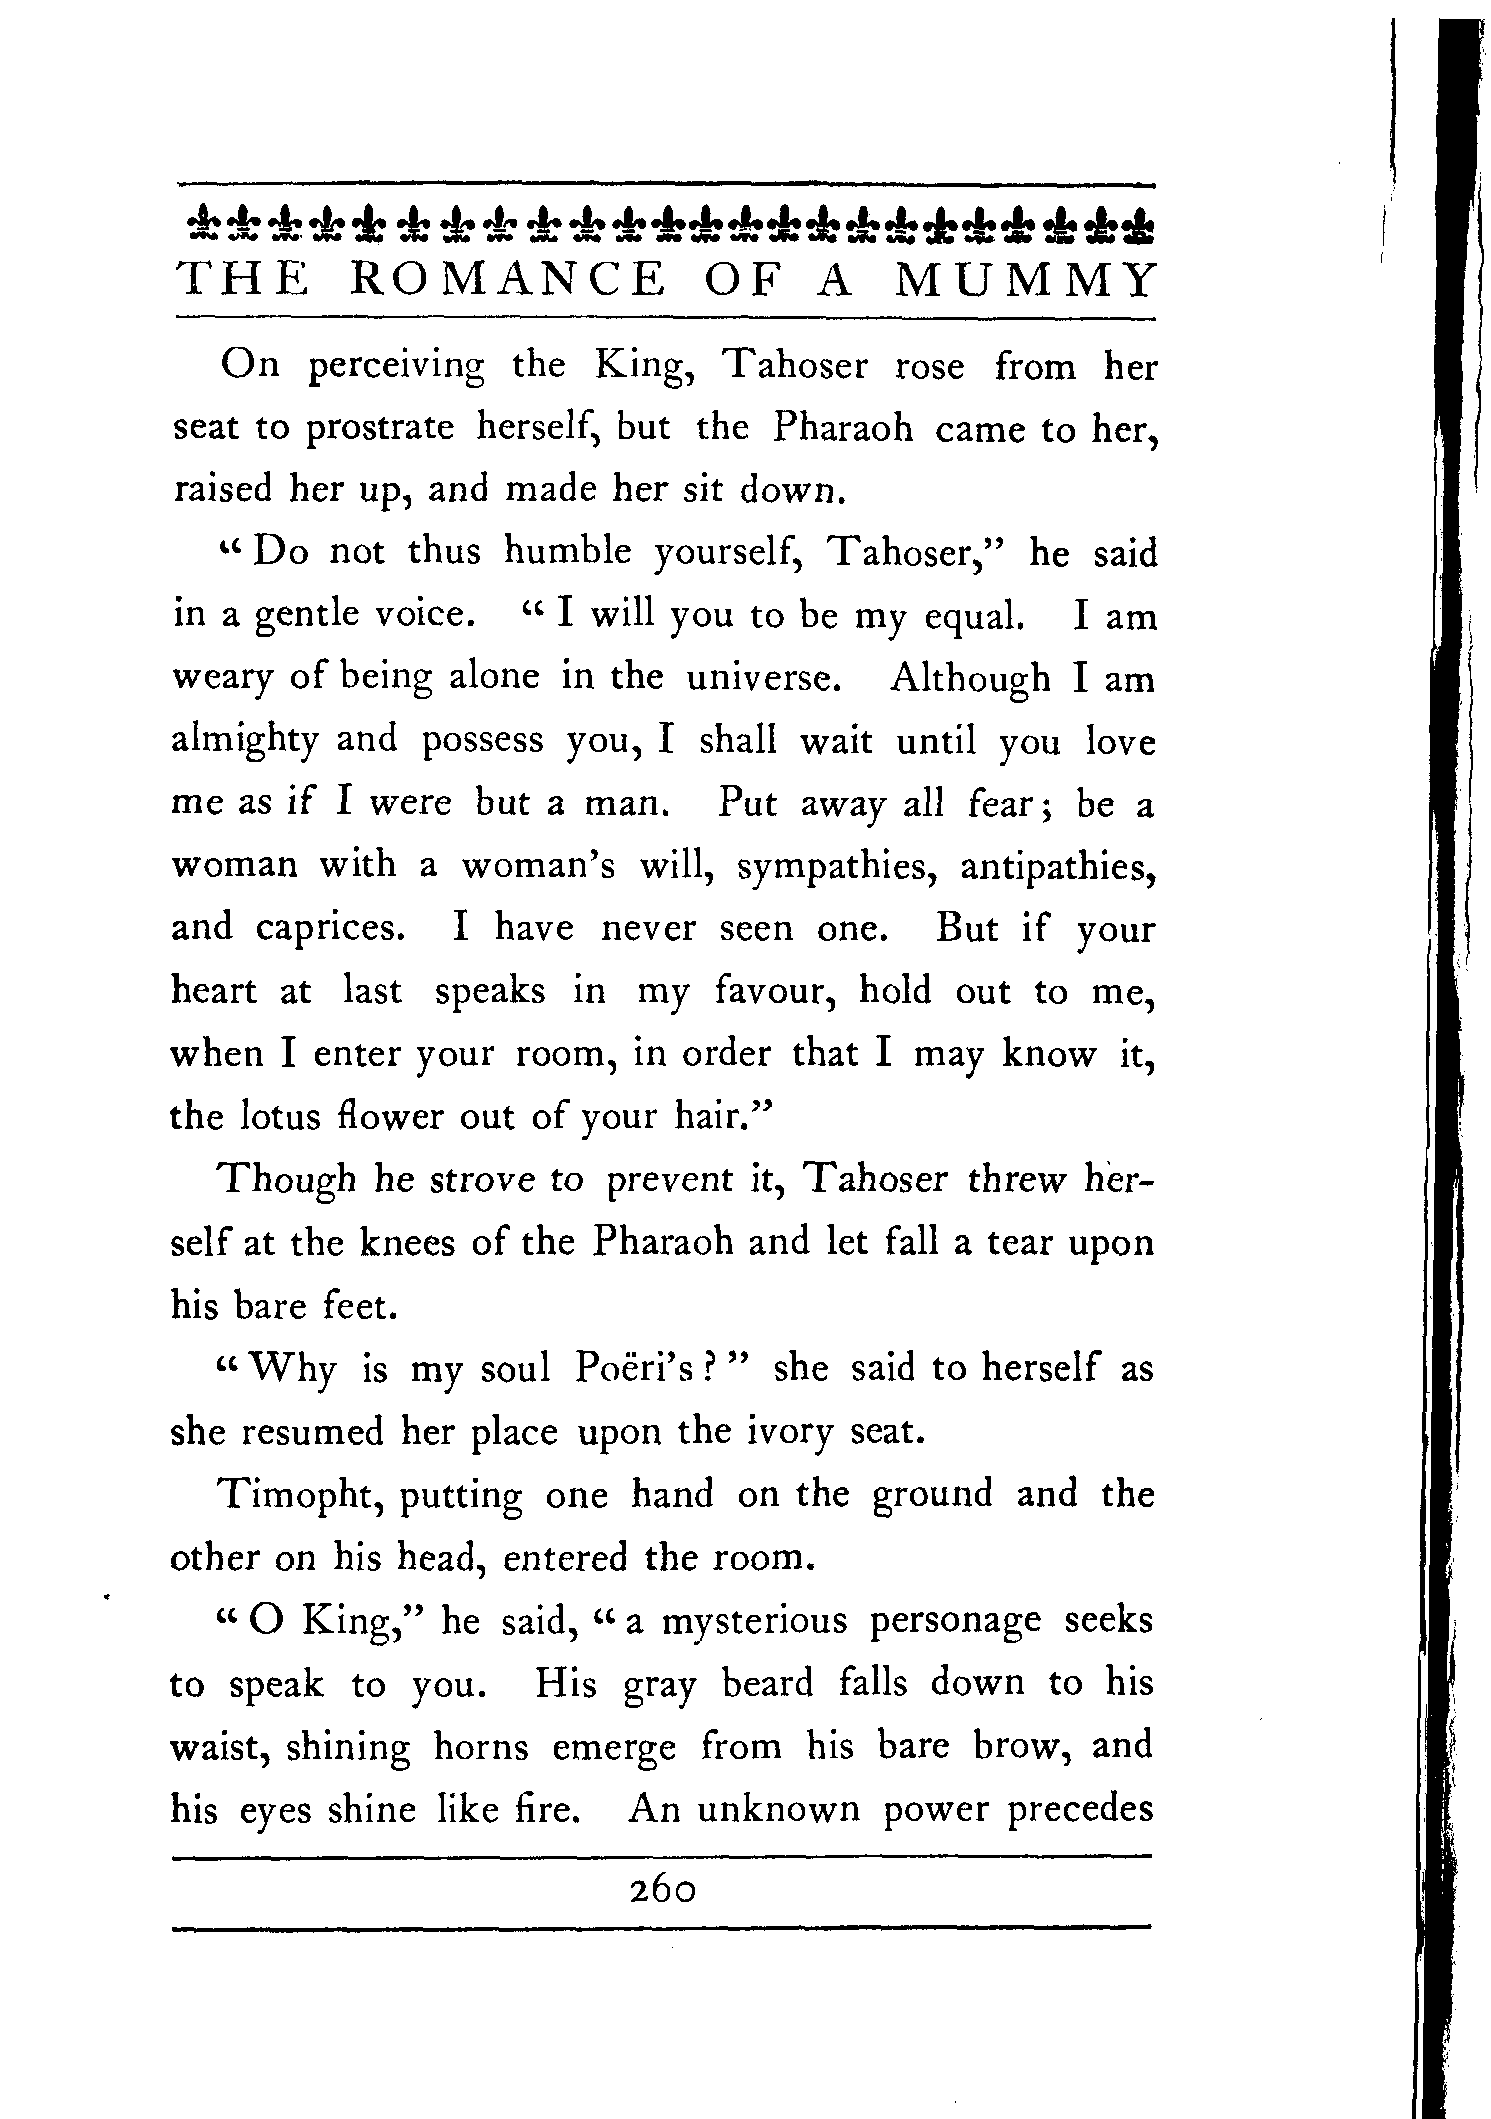 THE ROMANCE OF A MUMMY
On perceiving the King, Tahoser rose from her
seat to prostrate herself, but the Pharaoh came to her,
raised her up, and made her sit down.
“ Do not thus humble yourself, Tahoser,” he said
in a gentle voice. “ I will you to be my equal. I am
weary of being alone in the universe. Although I am
almighty and possess you, I shall wait until you love
me as if I were but a man. Put away all fear; be a
woman with a woman’s will, sympathies, antipathies,
and caprices. I have never seen one. But if your
heart at last speaks in my favour, hold out to me,
when I enter your room, in order that I may know it,
the lotus flower out of your hair.”
Though he strove to prevent it, Tahoser threw her-
self at the knees of the Pharaoh and let fall a tear upon
his bare feet.
“ Why is my soul Poëri’s ? ” she said to herself as
she resumed her place upon the ivory seat.
Timopht, putting one hand on the ground and the
other on his head, entered the room.
“ O King,” he said, “ a mysterious personage seeks
to speak to you. His gray beard falls down to his
waist, shining horns emerge from his bare brow, and
his eyes shine like fire. An unknown power precedes
260